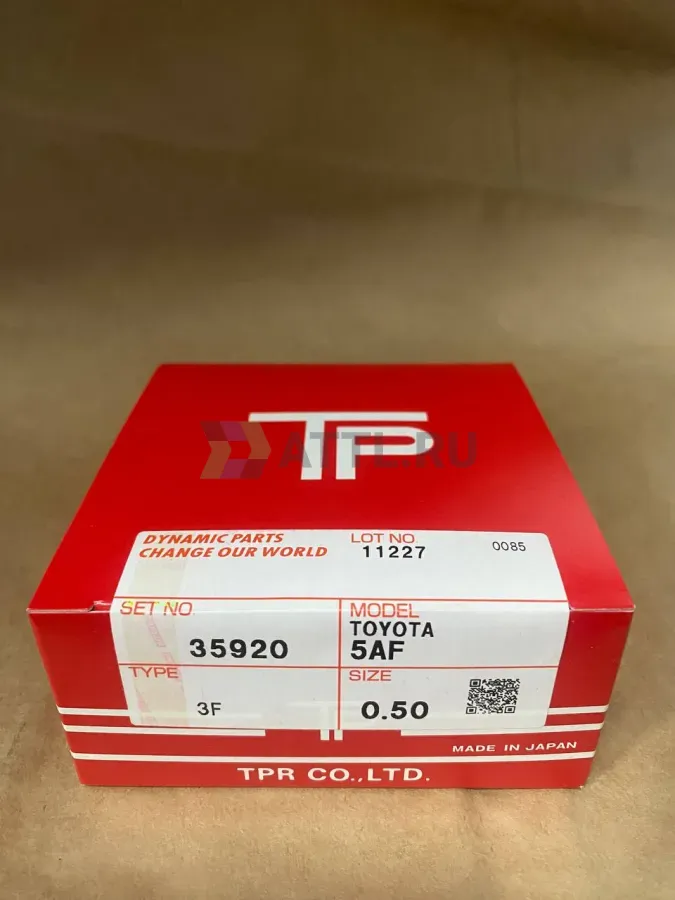 TP
ATTL.RU
DYNAMIC PARTS
CHANGE OUR WORLD
LOT NO
11227
0085
SET NO
35920
MODEL
TOYOTA
5AF
TYPE
3F
SIZE
0.50
MADE IN JAPAN
TPR CO.,LTD.